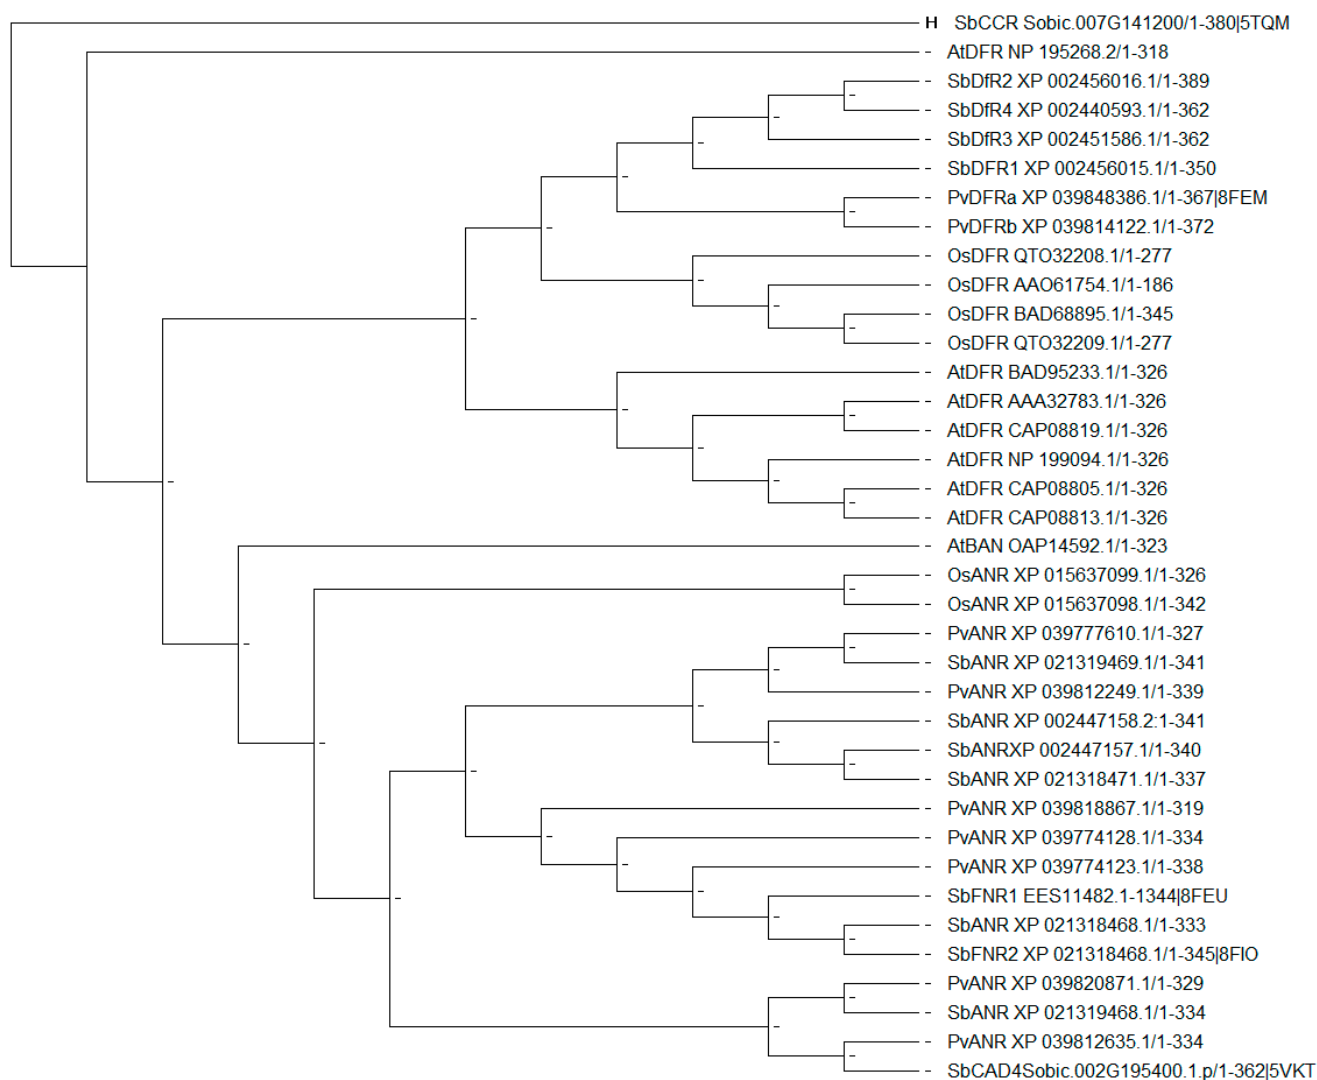 H SbCCR Sobic.007G141200/1-380|5TQM
AtDFR NP 195268.2/1-318
SbDfR2 XP 002456016.1/1-389
SbDfR4 XP 002440593.1/1-362
SbDfR3 XP 002451586.1/1-362
SbDFR1 XP 002456015.1/1-350
PvDFRa XP 039848386.1/1-367|8FEM
PvDFRb XP 039814122.1/1-372
OsDFR QTO32208.1/1-277
OsDFR AAO61754.1/1-186
OsDFR BAD68895.1/1-345
OsDFR QTO32209.1/1-277
AtDFR BAD95233.1/1-326
AtDFR AAA32783.1/1-326
AtDFR CAP08819.1/1-326
AtDFR NP 199094.1/1-326
AtDFR CAP08805.1/1-326
AtDFR CAP08813.1/1-326
AtBAN OAP14592.1/1-323
OsANR XP 015637099.1/1-326
OsANR XP 015637098.1/1-342
PvANR XP 039777610.1/1-327
SbANR XP 021319469.1/1-341
PvANR XP 039812249.1/1-339
SbANR XP 002447158.2:1-341
SbANRXP 002447157.1/1-340
SbANR XP 021318471.1/1-337
PvANR XP 039818867.1/1-319
PvANR XP 039774128.1/1-334
PvANR XP 039774123.1/1-338
SbFNR1 EES11482.1-1344|8FEU
SbANR XP 021318468.1/1-333
SbFNR2 XP 021318468.1/1-345|8FIO
PvANR XP 039820871.1/1-329
SbANR XP 021319468.1/1-334
PvANR XP 039812635.1/1-334
SbCAD4Sobic.002G195400.1.p/1-362|5VKT